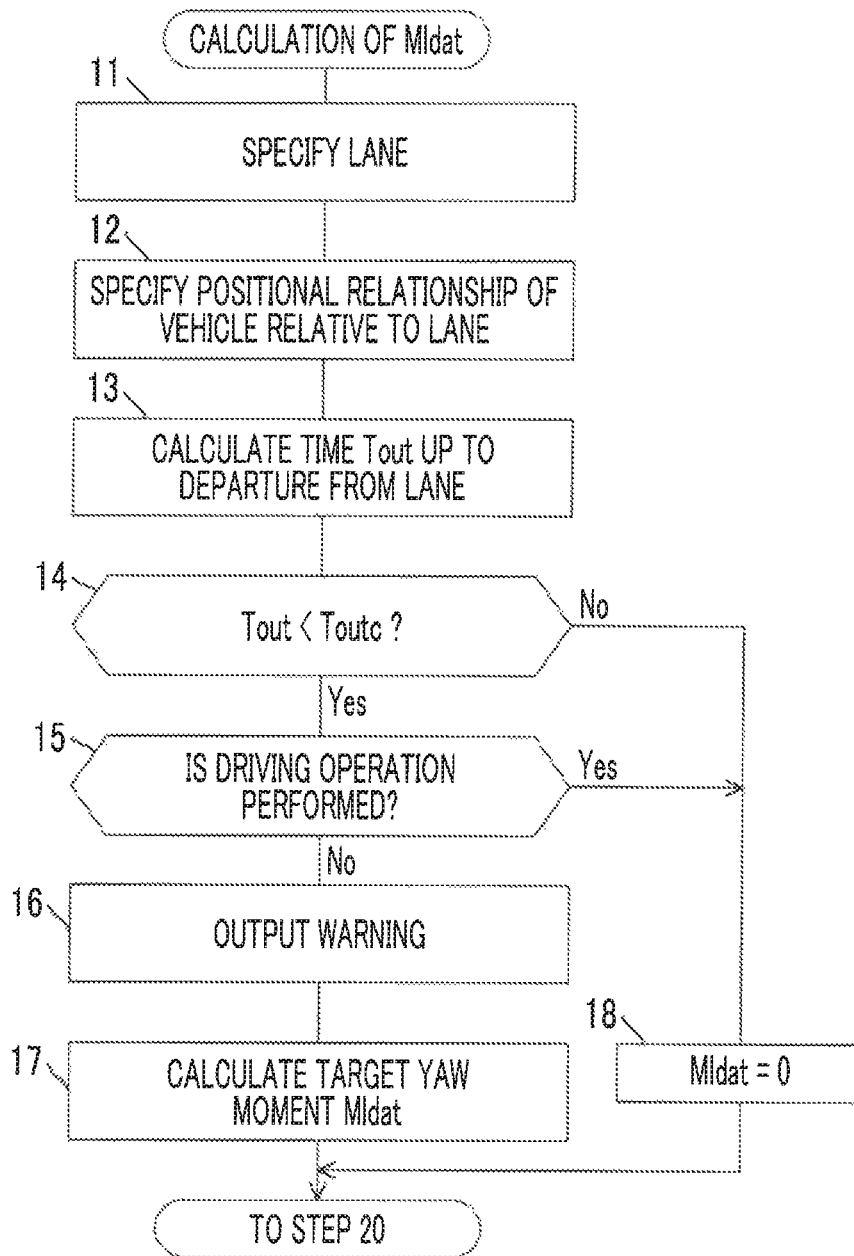 CALCULATION OF Mldat
11
SPECIFY LANE
12
SPECIFY POSITIONAL RELATIONSHIP OF
VEHICLE RELATIVE TO LANE
13
CALCULATE TIME Tout UP TO
DEPARTURE FROM LANE
14
Tout < Toutc ?
No
Yes
15
IS DRIVING OPERATION
PERFORMED?
Yes
No
16
OUTPUT WARNING
17
CALCULATE TARGET YAW
MOMENT Mldat
18
Mldat = 0
TO STEP 20